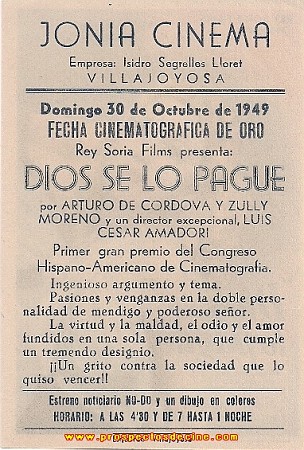 JONIA CINEMA
Empresa: Isidro Segrelles Lloret
VILLAJOYOSA
Domingo 30 de Octubre de 1949
FECHA CINEMATOGRAFICA DE ORO
Rey Soria Films presenta:
DIOS SE LO PAGUE
por ARTURO DE CORDOVA Y ZULLY
MORENO y un director excepcional, LUIS
CESAR AMADORI
Primer gran premio del Congreso
Hispano-Americano de Cinematografia.
Ingenioso argumento y tema.
Pasiones y venganzas en la doble perso-
nalidad de mendigo y poderoso señor.
La virtud y la maldad, el odio y el amor
fundidos en una sola persona, que cumple
un tremendo designio.
¡¡Un grito contra la sociedad que lo
quiso vencer!!
Estreno noticiario NO-DO y un dibujo en colores
HORARIO: A LAS 4'30 Y DE 7 HASTA 1 NOCHE
www.prospectosdecine.com